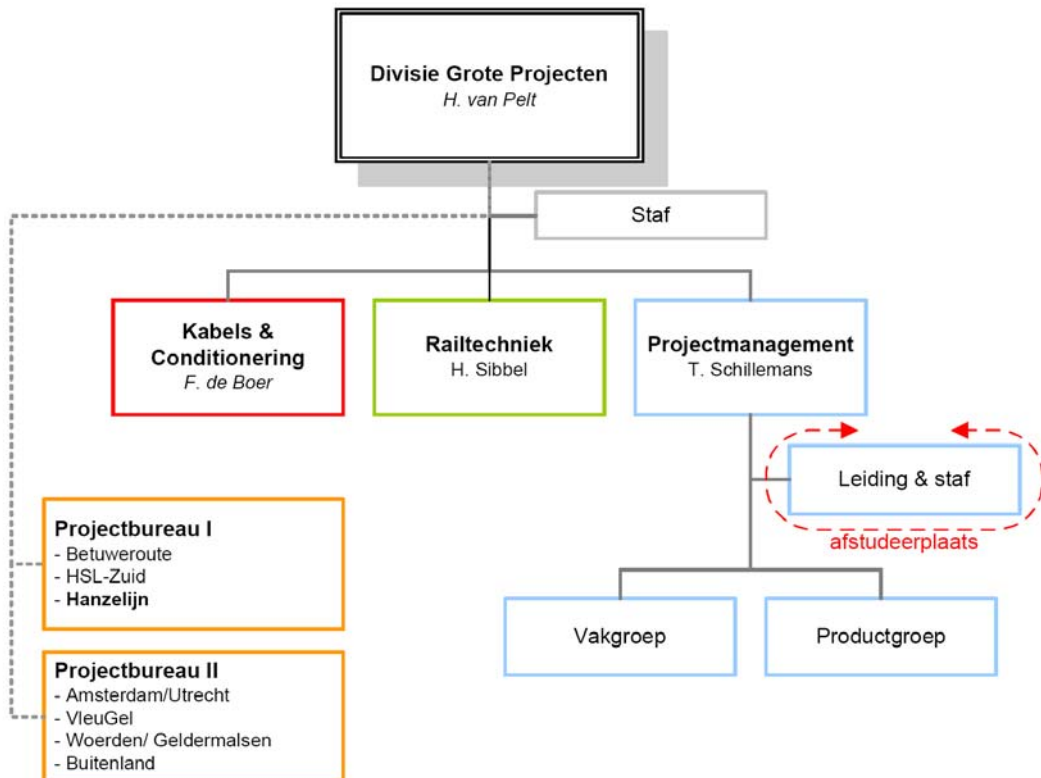 Divisie Grote Projecten
H. van Pelt
Staf
Kabels &
Conditionering
F. de Boer
Railtechniek
H. Sibbel
Projectmanagement
T. Schillemans
Leiding & staf
afstudeerplaats
Projectbureau I
- Betuweroute
- HSL-Zuid
- Hanzelijn
Vakgroep
Productgroep
Projectbureau II
- Amsterdam/Utrecht
- VleuGel
- Woerden/ Geldermalsen
- Buitenland